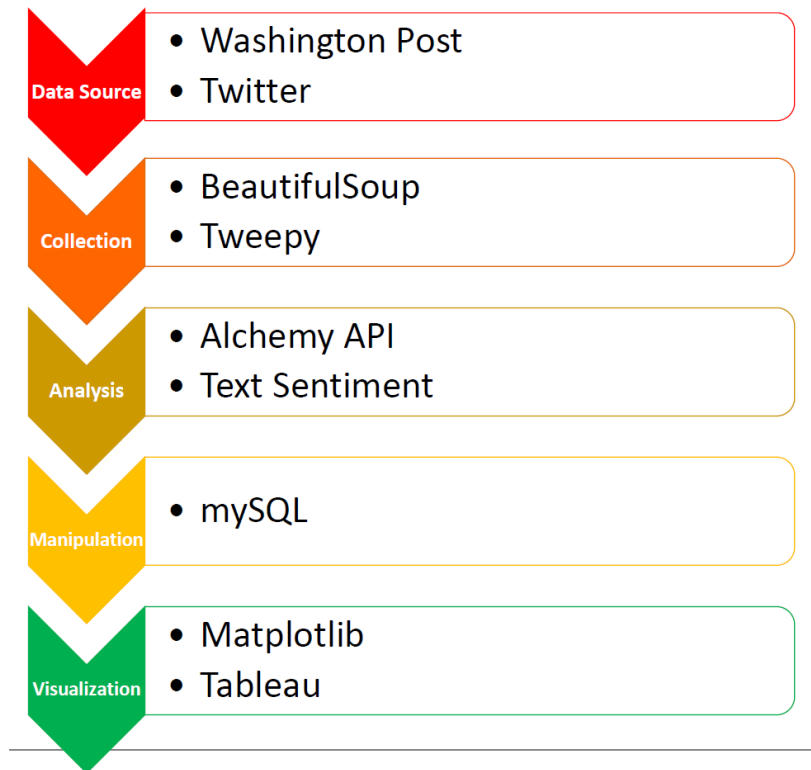 Data Source
• Washington Post
• Twitter
Collection
• BeautifulSoup
• Tweepy
Analysis
• Alchemy API
• Text Sentiment
Manipulation
• mySQL
Visualization
• Matplotlib
• Tableau